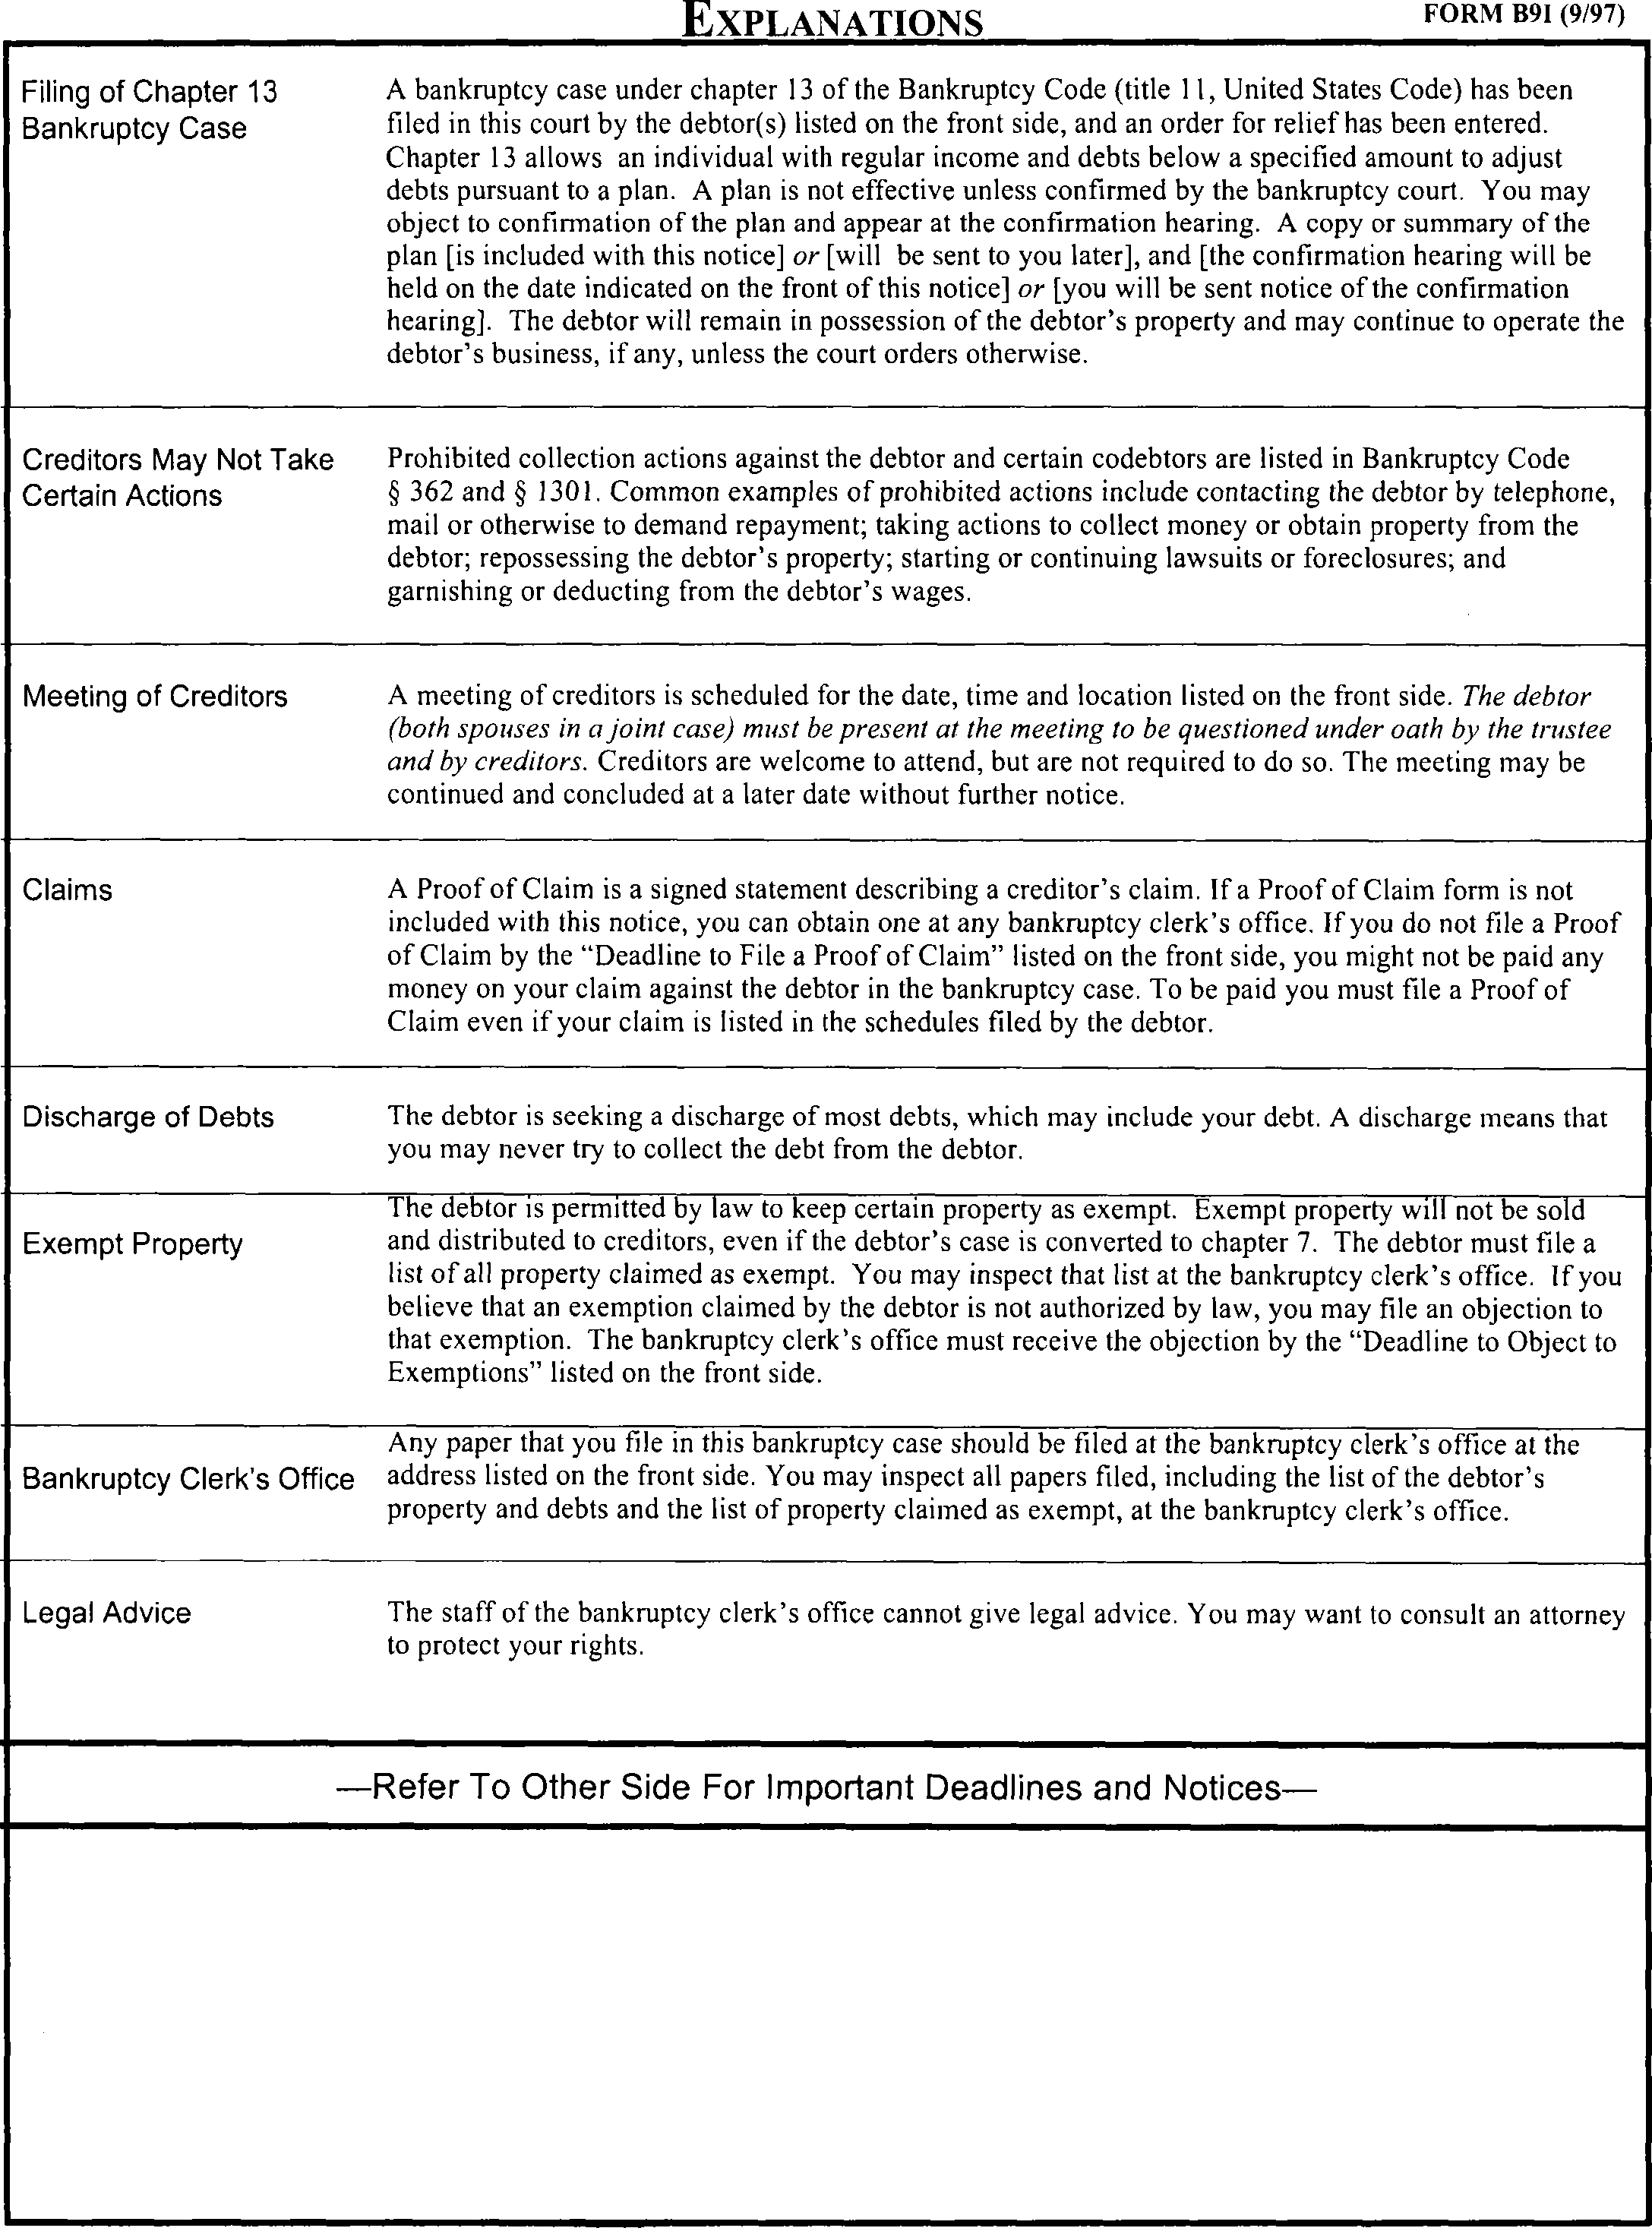 EXPLANATIONS
FORM B9I (9/97)
Filing of Chapter 13
Bankruptcy Case
A bankruptcy case under chapter 13 of the Bankruptcy Code (title 11, United States Code) has been
filed in this court by the debtor(s) listed on the front side, and an order for relief has been entered.
Chapter 13 allows an individual with regular income and debts below a specified amount to adjust
debts pursuant to a plan. A plan is not effective unless confirmed by the bankruptcy court. You may
object to confirmation of the plan and appear at the confirmation hearing. A copy or summary of the
plan [is included with this notice] or [will be sent to you later], and [the confirmation hearing will be
held on the date indicated on the front of this notice] or [you will be sent notice of the confirmation
hearing]. The debtor will remain in possession of the debtor's property and may continue to operate the
debtor's business, if any, unless the court orders otherwise.
Creditors May Not Take
Certain Actions
Prohibited collection actions against the debtor and certain codebtors are listed in Bankruptcy Code
§ 362 and § 1301. Common examples of prohibited actions include contacting the debtor by telephone,
mail or otherwise to demand repayment; taking actions to collect money or obtain property from the
debtor; repossessing the debtor's property; starting or continuing lawsuits or foreclosures; and
garnishing or deducting from the debtor's wages.
Meeting of Creditors
A meeting of creditors is scheduled for the date, time and location listed on the front side. The debtor
(both spouses in a joint case) must be present at the meeting to be questioned under oath by the trustee
and by creditors. Creditors are welcome to attend, but are not required to do so. The meeting may be
continued and concluded at a later date without further notice.
Claims
A Proof of Claim is a signed statement describing a creditor's claim. If a Proof of Claim form is not
included with this notice, you can obtain one at any bankruptcy clerk's office. If you do not file a Proof
of Claim by the “Deadline to File a Proof of Claim” listed on the front side, you might not be paid any
money on your claim against the debtor in the bankruptcy case. To be paid you must file a Proof of
Claim even if your claim is listed in the schedules filed by the debtor.
Discharge of Debts
The debtor is seeking a discharge of most debts, which may include your debt. A discharge means that
you may never try to collect the debt from the debtor.
Exempt Property
The debtor is permitted by law to keep certain property as exempt. Exempt property will not be sold
and distributed to creditors, even if the debtor's case is converted to chapter 7. The debtor must file a
list of all property claimed as exempt. You may inspect that list at the bankruptcy clerk's office. If you
believe that an exemption claimed by the debtor is not authorized by law, you may file an objection to
that exemption. The bankruptcy clerk's office must receive the objection by the “Deadline to Object to
Exemptions” listed on the front side.
Bankruptcy Clerk's Office
Any paper that you file in this bankruptcy case should be filed at the bankruptcy clerk's office at the
address listed on the front side. You may inspect all papers filed, including the list of the debtor's
property and debts and the list of property claimed as exempt, at the bankruptcy clerk's office.
Legal Advice
The staff of the bankruptcy clerk's office cannot give legal advice. You may want to consult an attorney
to protect your rights.
—Refer To Other Side For Important Deadlines and Notices—